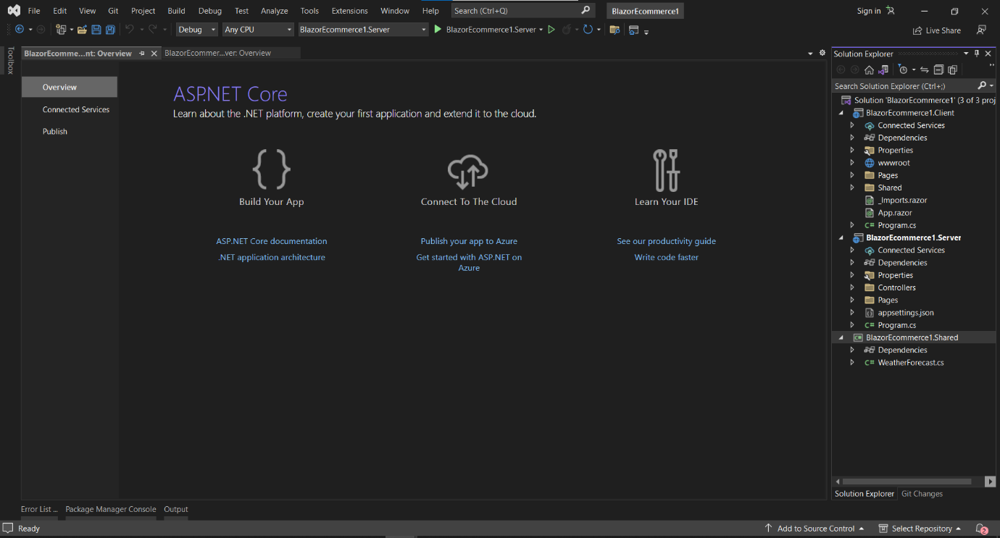 File Edit View Git Project Build Debug Test Analyze Tools Extensions Window Help Search (Ctrl+Q) BlazorEcommerce1 Sign in
Debug Any CPU BlazorEcommerce1.Server BlazorEcommerce1.Server Live Share
Toolbox
BlazorEcomme...nt: Overview BlazorEcommer...ver: Overview
Overview
Connected Services
Publish
ASP.NET Core
Learn about the .NET platform, create your first application and extend it to the cloud.
Build Your App
ASP.NET Core documentation
.NET application architecture
Connect To The Cloud
Publish your app to Azure
Get started with ASP.NET on
Azure
Learn Your IDE
See our productivity guide
Write code faster
Solution Explorer
Search Solution Explorer (Ctrl+;)
Solution 'BlazorEcommerce1' (3 of 3 proj
BlazorEcommerce1.Client
Connected Services
Dependencies
Properties
wwwroot
Pages
Shared
_Imports.razor
App.razor
C# Program.cs
BlazorEcommerce1.Server
Connected Services
Dependencies
Properties
Controllers
Pages
appsettings.json
C# Program.cs
C# BlazorEcommerce1.Shared
Dependencies
C# WeatherForecast.cs
Solution Explorer Git Changes
Error List ... Package Manager Console Output
Ready Add to Source Control Select Repository 2